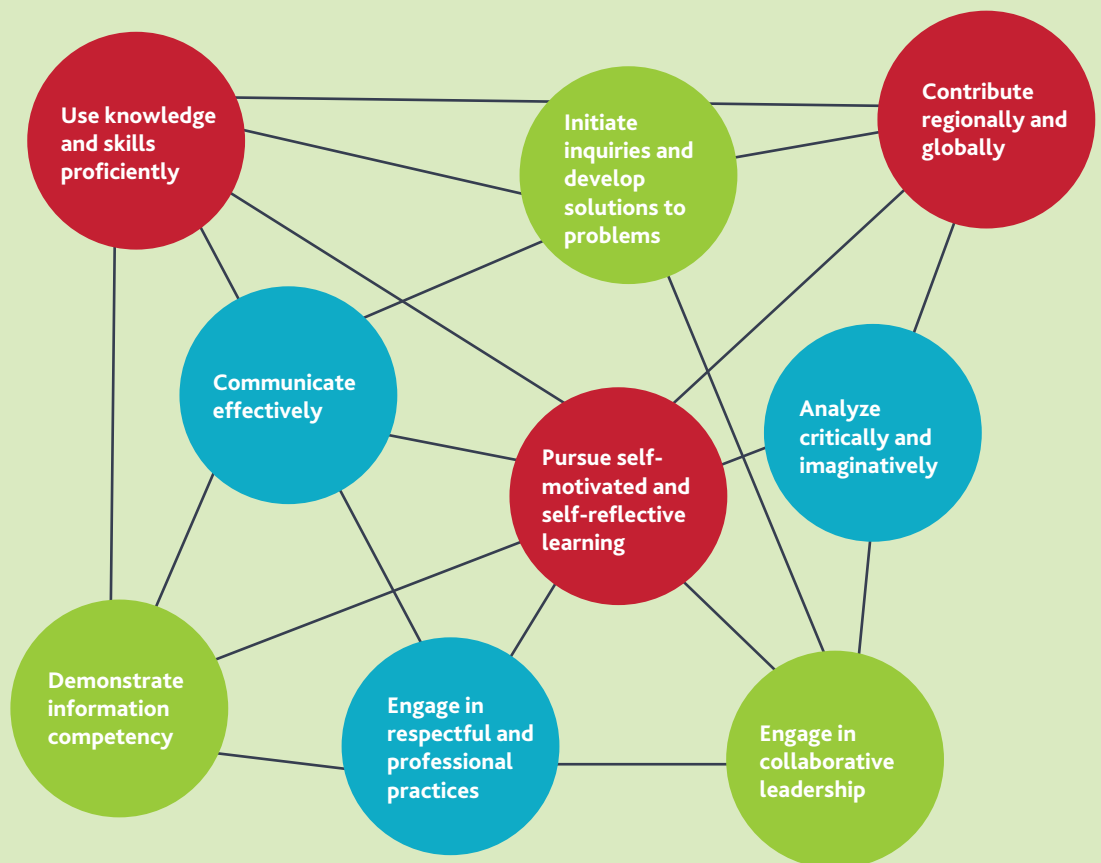 Use knowledge
and skills
proficiently
Initiate
inquiries and
develop
solutions to
problems
Contribute
regionally and
globally
Communicate
effectively
Pursue self-
motivated and
self-reflective
learning
Analyze
critically and
imaginatively
Demonstrate
information
competency
Engage in
respectful and
professional
practices
Engage in
collaborative
leadership